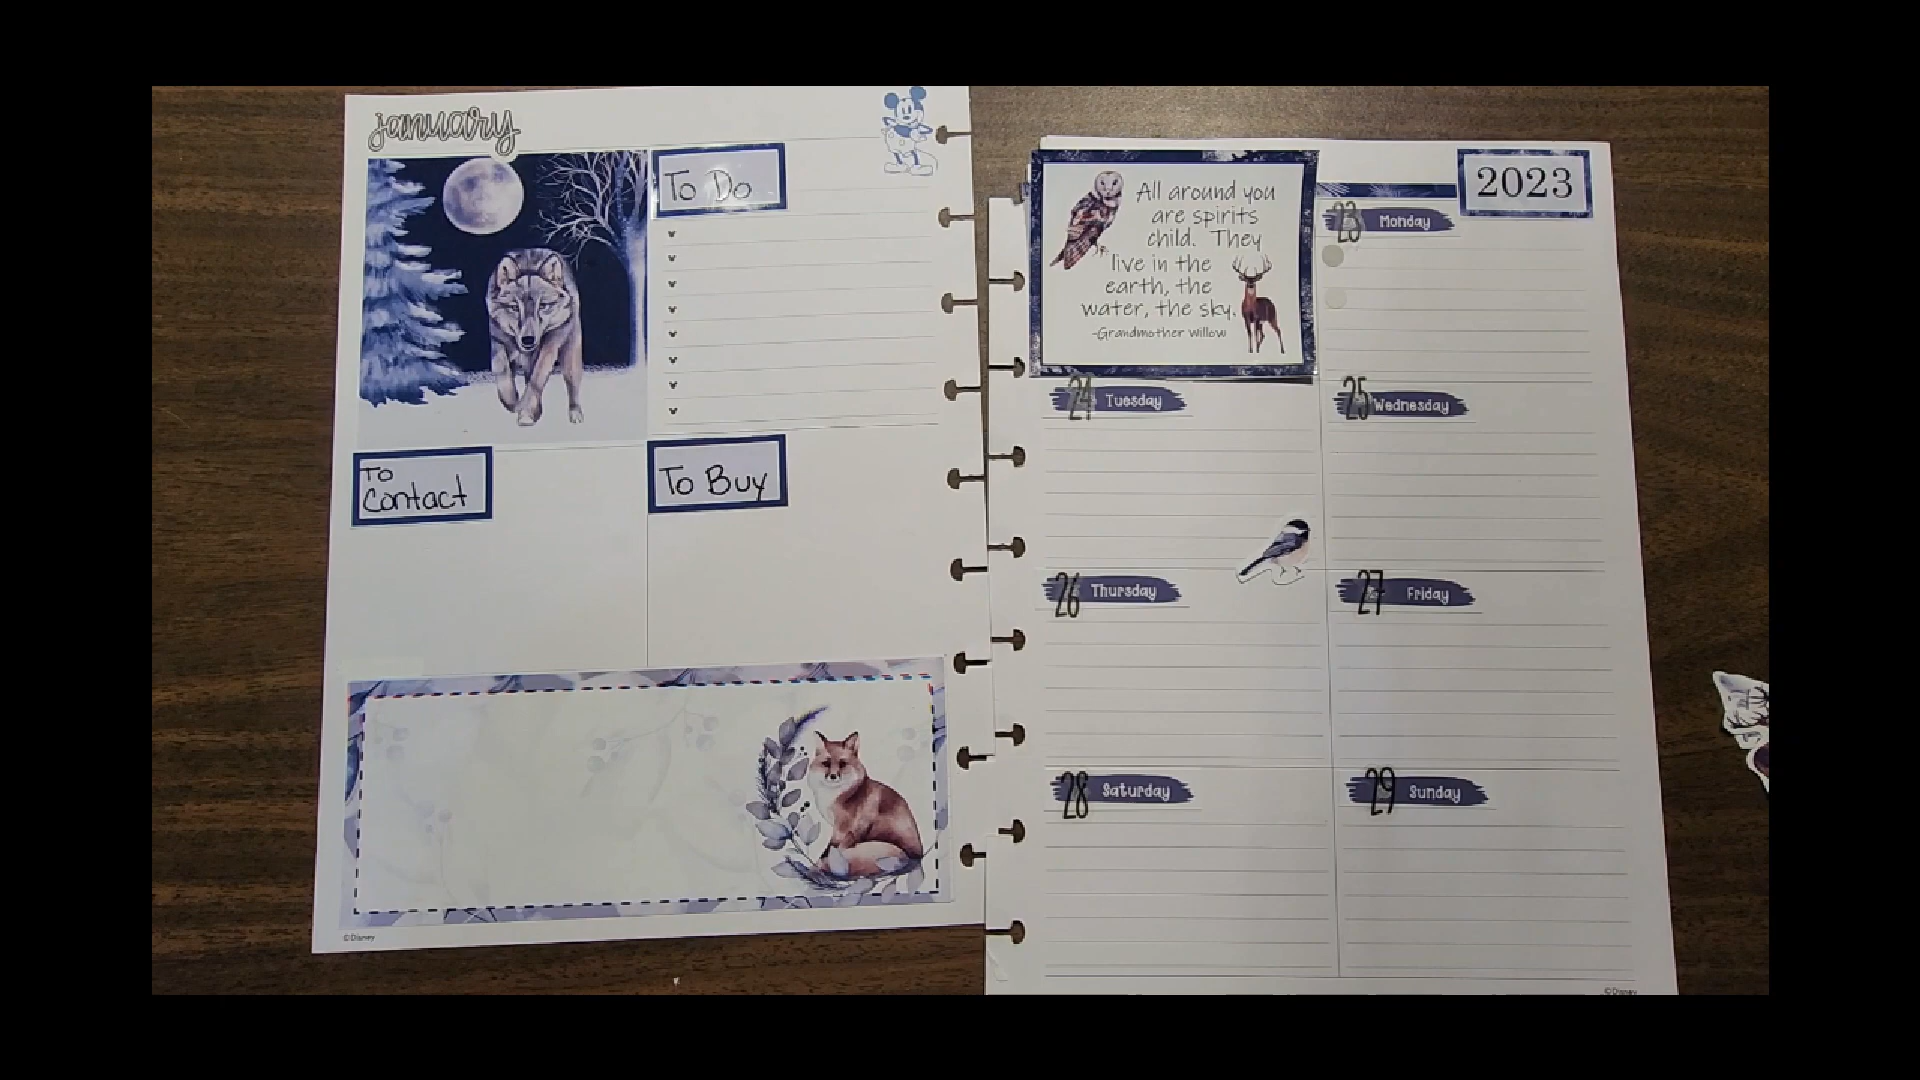 january
To Do
To
Contact
To Buy
©Disney
All around you
are spirits
child. They
live in the
earth, the
water, the sky.
-Grandmother Willow
2023
23 Monday
24 Tuesday
25 Wednesday
26 Thursday
27 Friday
28 Saturday
29 Sunday
©Disney